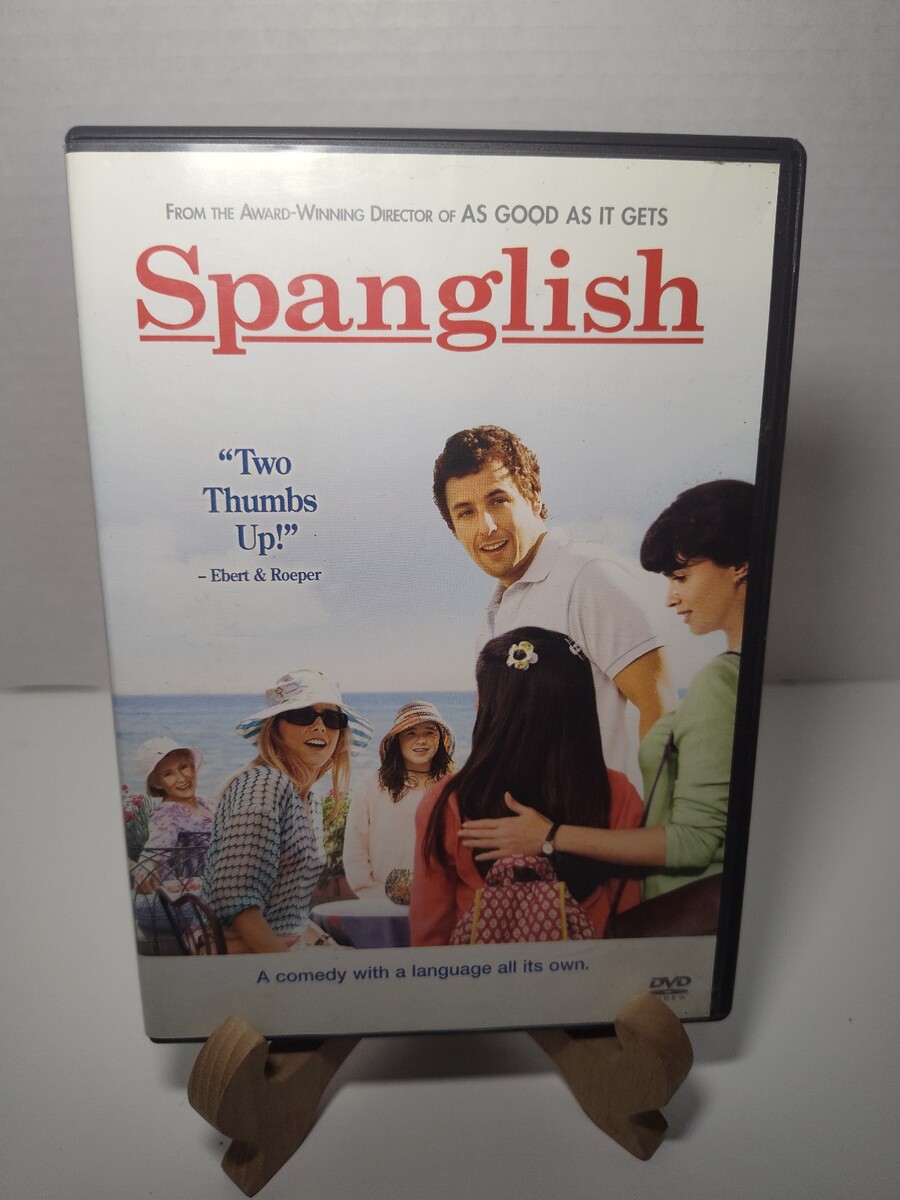 FROM THE AWARD-WINNING DIRECTOR OF AS GOOD AS IT GETS
Spanglish
“Two
Thumbs
Up!”
– Ebert & Roeper
A comedy with a language all its own.
DVD
VIDEO